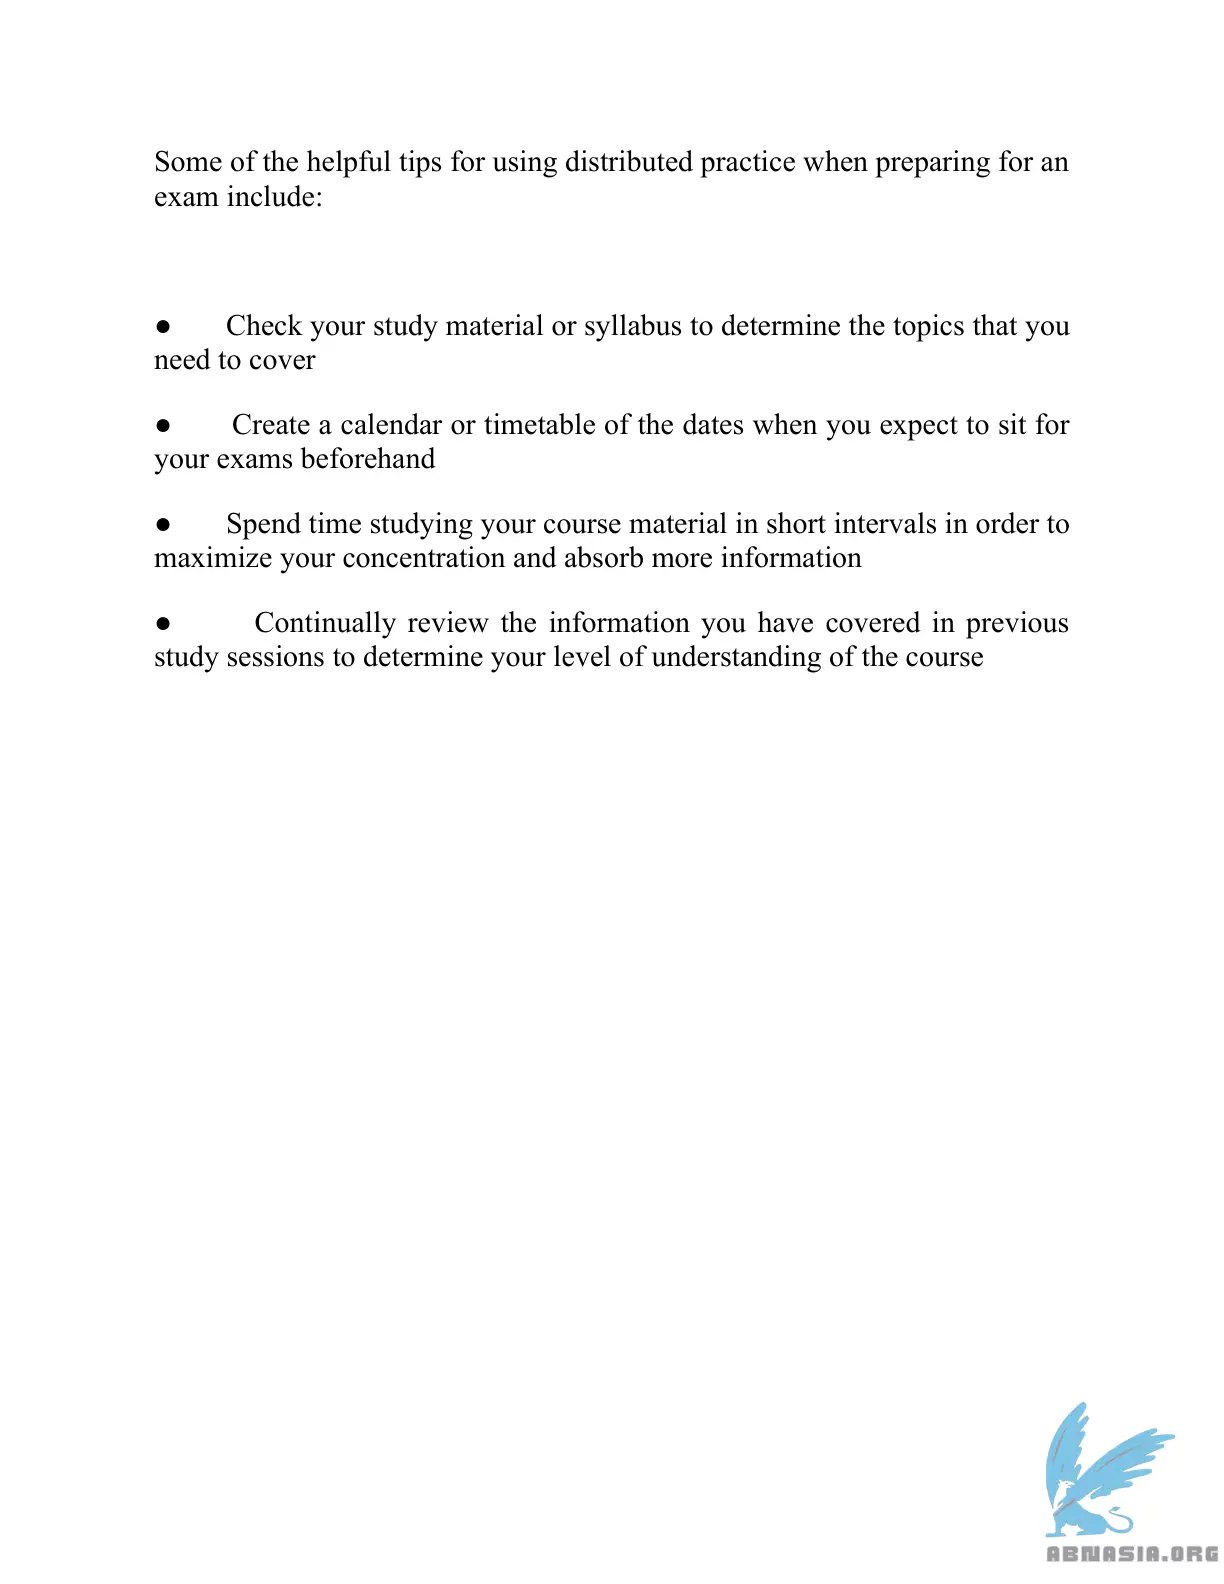 Some of the helpful tips for using distributed practice when preparing for an
exam include:
● Check your study material or syllabus to determine the topics that you
need to cover
● Create a calendar or timetable of the dates when you expect to sit for
your exams beforehand
● Spend time studying your course material in short intervals in order to
maximize your concentration and absorb more information
● Continually review the information you have covered in previous
study sessions to determine your level of understanding of the course
ABNASIA.ORG